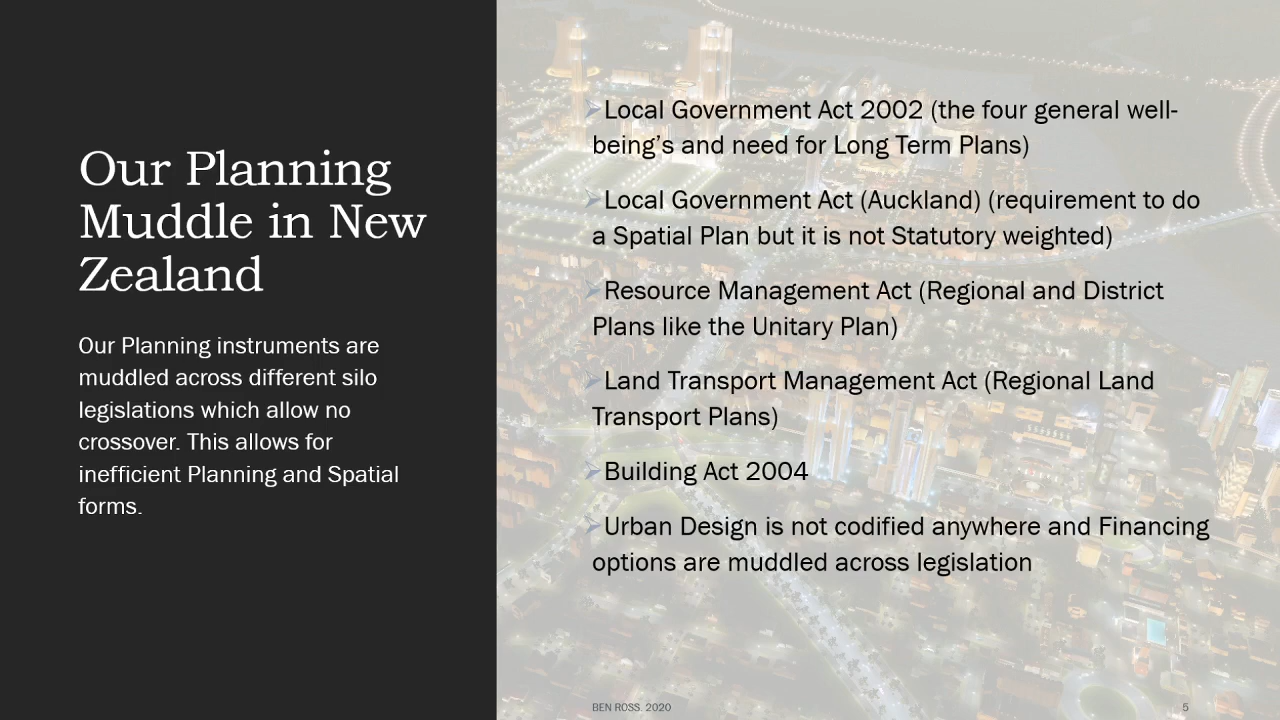 Our Planning
Muddle in New
Zealand
Our Planning instruments are
muddled across different silo
legislations which allow no
crossover. This allows for
inefficient Planning and Spatial
forms.
➢Local Government Act 2002 (the four general well-
being’s and need for Long Term Plans)
➢Local Government Act (Auckland) (requirement to do
a Spatial Plan but it is not Statutory weighted)
➢Resource Management Act (Regional and District
Plans like the Unitary Plan)
➢Land Transport Management Act (Regional Land
Transport Plans)
➢Building Act 2004
➢Urban Design is not codified anywhere and Financing
options are muddled across legislation
BEN ROSS. 2020
5